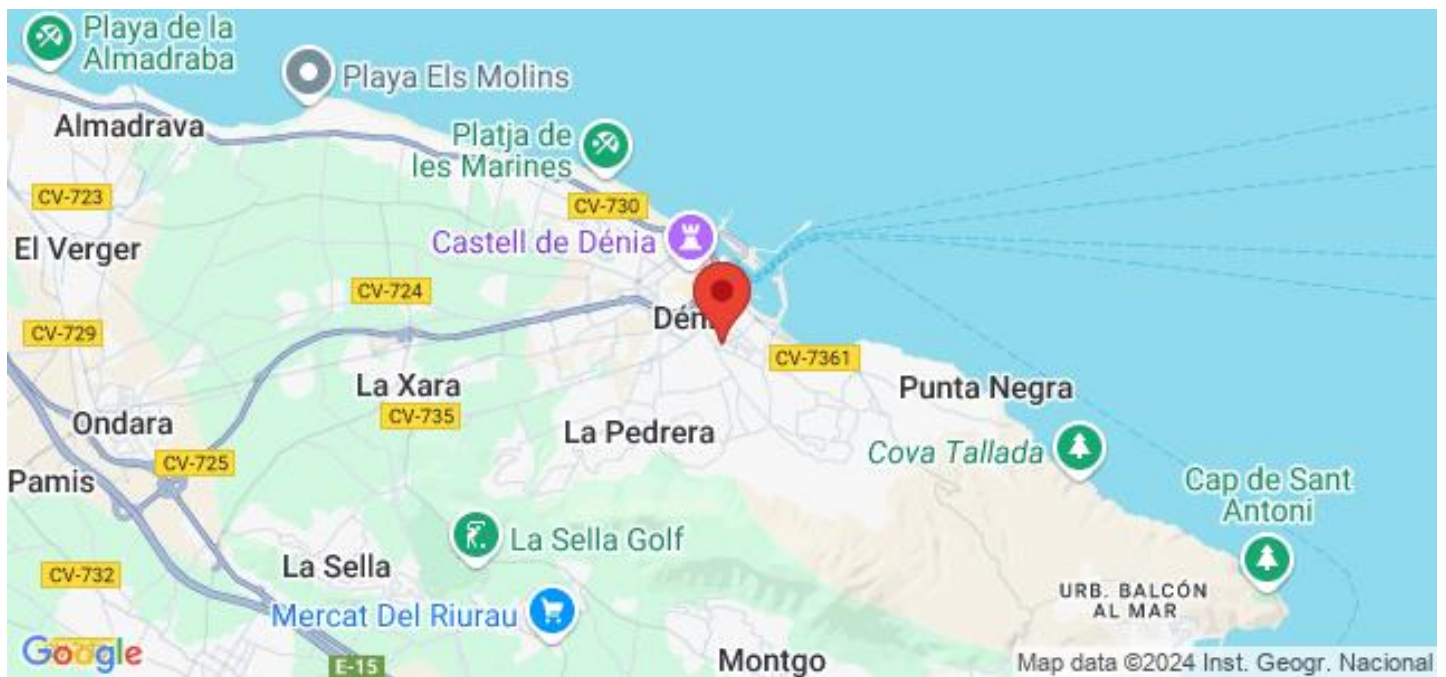 Playa de la
Almadraba
Playa Els Molins
Almadrava
Platja de
les Marines
CV-723
CV-730
El Verger
Castell de Dénia
CV-724
CV-729
Dén
CV-7361
La Xara
Punta Negra
CV-735
Ondara
La Pedrera
Cova Tallada
CV-725
Pamis
Cap de Sant
Antoni
La Sella Golf
La Sella
CV-732
URB. BALCÓN
AL MAR
Mercat Del Riurau
Google
E-15
Montgo
Map data ©2024 Inst. Geogr. Nacional